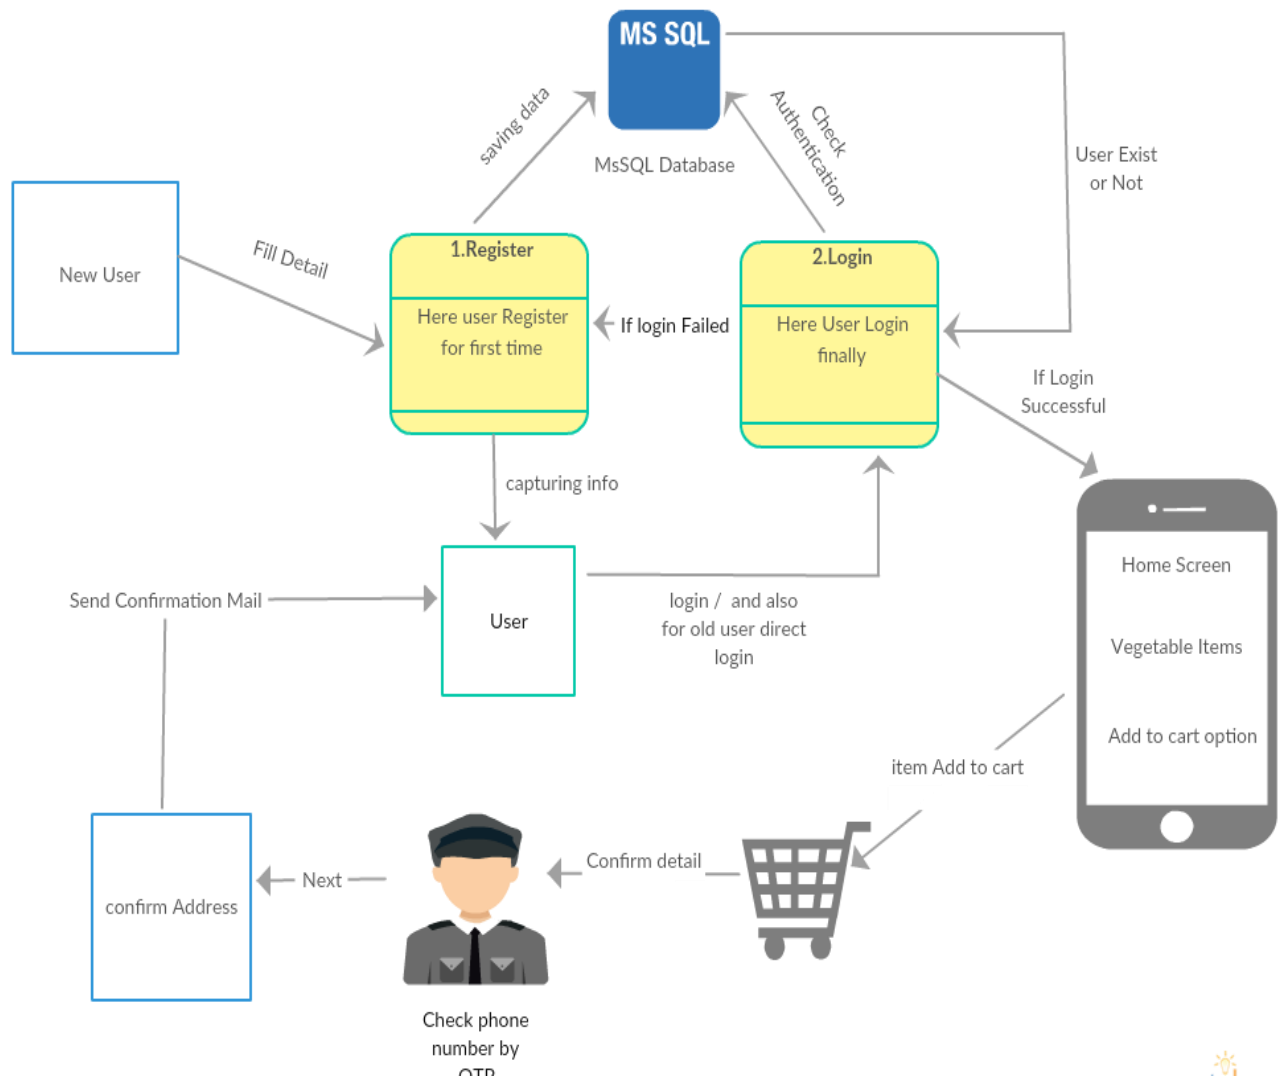 MS SQL
MsSQL Database
saving data
Check
Authentication
User Exist
or Not
New User
Fill Detail
1.Register
Here user Register
for first time
If login Failed
2.Login
Here User Login
finally
If Login
Successful
capturing info
Home Screen
Vegetable Items
Add to cart option
Send Confirmation Mail
User
login /  and also
for old user direct
login
item Add to cart
Confirm detail
Next
confirm Address
Check phone
number by
OTP